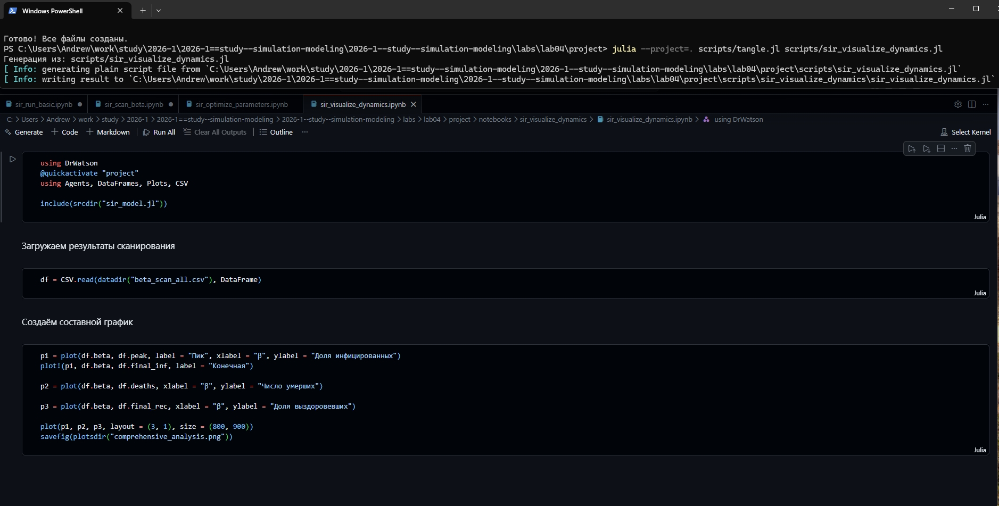 Windows PowerShell
Готово! Все файлы созданы.
PS C:\Users\Andrew\work\study\2026-1\2026-1==study--simulation-modeling\2026-1--study--simulation-modeling\labs\lab04\project> julia --project=. scripts/tangle.jl scripts/sir_visualize_dynamics.jl
Генерация из: scripts/sir_visualize_dynamics.jl
[ Info: generating plain script file from `C:\Users\Andrew\work\study\2026-1\2026-1==study--simulation-modeling\2026-1--study--simulation-modeling\labs\lab04\project\scripts\sir_visualize_dynamics.jl`
[ Info: writing result to `C:\Users\Andrew\work\study\2026-1\2026-1==study--simulation-modeling\2026-1--study--simulation-modeling\labs\lab04\project\scripts\sir_visualize_dynamics\sir_visualize_dynamics.jl`
sir_run_basic.ipynb sir_scan_beta.ipynb sir_optimize_parameters.ipynb sir_visualize_dynamics.ipynb
C: > Users > Andrew > work > study > 2026-1 > 2026-1==study--simulation-modeling > 2026-1--study--simulation-modeling > labs > lab04 > project > notebooks > sir_visualize_dynamics > sir_visualize_dynamics.ipynb > using DrWatson
Generate + Code + Markdown Run All Clear All Outputs Outline ··· Select Kernel
using DrWatson
@quickactivate "project"
using Agents, DataFrames, Plots, CSV
include(srcdir("sir_model.jl"))
Julia
Загружаем результаты сканирования
df = CSV.read(datadir("beta_scan_all.csv"), DataFrame)
Julia
Создаём составной график
p1 = plot(df.beta, df.peak, label = "Пик", xlabel = "β", ylabel = "Доля инфицированных")
plot!(p1, df.beta, df.final_inf, label = "Конечная")
p2 = plot(df.beta, df.deaths, xlabel = "β", ylabel = "Число умерших")
p3 = plot(df.beta, df.final_rec, xlabel = "β", ylabel = "Доля выздоровевших")
plot(p1, p2, p3, layout = (3, 1), size = (800, 900))
savefig(plotsdir("comprehensive_analysis.png"))
Julia